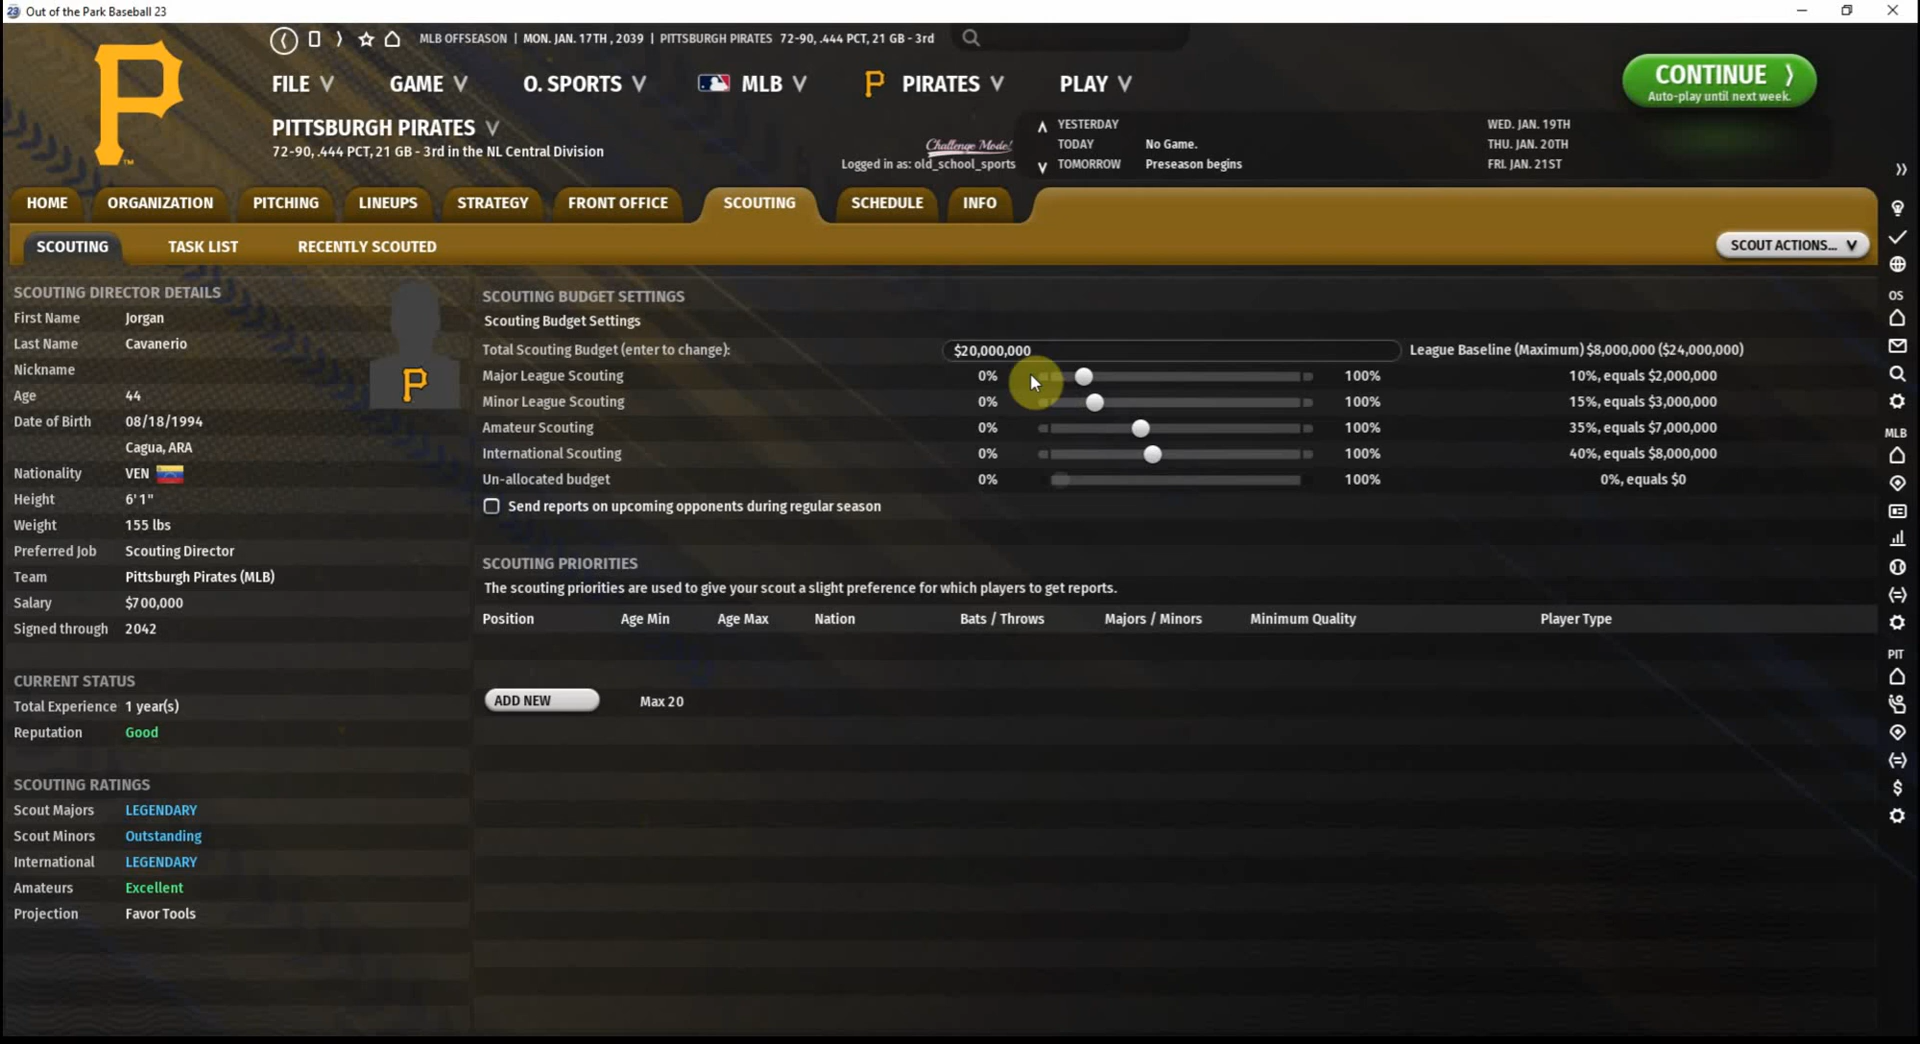 Out of the Park Baseball 23
MLB OFFSEASON | MON. JAN. 17TH , 2039 | PITTSBURGH PIRATES 72-90, .444 PCT, 21 GB - 3rd
FILE GAME O. SPORTS MLB PIRATES PLAY
CONTINUE
Auto-play until next week.
PITTSBURGH PIRATES
72-90, .444 PCT, 21 GB - 3rd in the NL Central Division
Challenge Mode!
Logged in as: old_school_sports
YESTERDAY
TODAY No Game.
TOMORROW Preseason begins
WED. JAN. 19TH
THU. JAN. 20TH
FRI. JAN. 21ST
HOME ORGANIZATION PITCHING LINEUPS STRATEGY FRONT OFFICE SCOUTING SCHEDULE INFO
SCOUTING TASK LIST RECENTLY SCOUTED
SCOUT ACTIONS...
SCOUTING DIRECTOR DETAILS
First Name Jorgan
Last Name Cavanerio
Nickname
Age 44
Date of Birth 08/18/1994
Cagua, ARA
Nationality VEN
Height 6' 1"
Weight 155 lbs
Preferred Job Scouting Director
Team Pittsburgh Pirates (MLB)
Salary $700,000
Signed through 2042
CURRENT STATUS
Total Experience 1 year(s)
Reputation Good
SCOUTING RATINGS
Scout Majors LEGENDARY
Scout Minors Outstanding
International LEGENDARY
Amateurs Excellent
Projection Favor Tools
SCOUTING BUDGET SETTINGS
Scouting Budget Settings
Total Scouting Budget (enter to change): $20,000,000 League Baseline (Maximum) $8,000,000 ($24,000,000)
Major League Scouting 0% 100% 10%, equals $2,000,000
Minor League Scouting 0% 100% 15%, equals $3,000,000
Amateur Scouting 0% 100% 35%, equals $7,000,000
International Scouting 0% 100% 40%, equals $8,000,000
Un-allocated budget 0% 100% 0%, equals $0
Send reports on upcoming opponents during regular season
SCOUTING PRIORITIES
The scouting priorities are used to give your scout a slight preference for which players to get reports.
Position Age Min Age Max Nation Bats / Throws Majors / Minors Minimum Quality Player Type
ADD NEW Max 20
OS
MLB
PIT